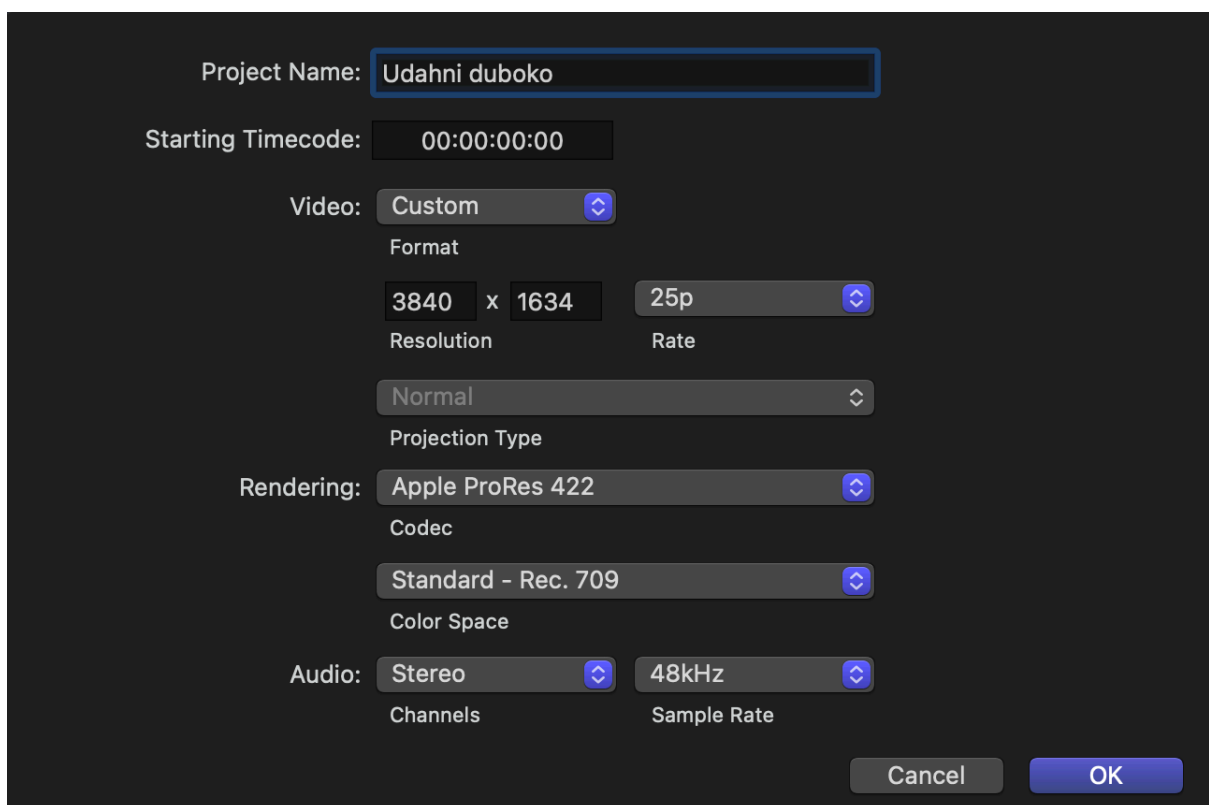 Project Name: Udahni duboko
Starting Timecode: 00:00:00:00
Video: Custom
Format
3840 x 1634 25p
Resolution Rate
Normal
Projection Type
Rendering: Apple ProRes 422
Codec
Standard - Rec. 709
Color Space
Audio: Stereo 48kHz
Channels Sample Rate
Cancel OK